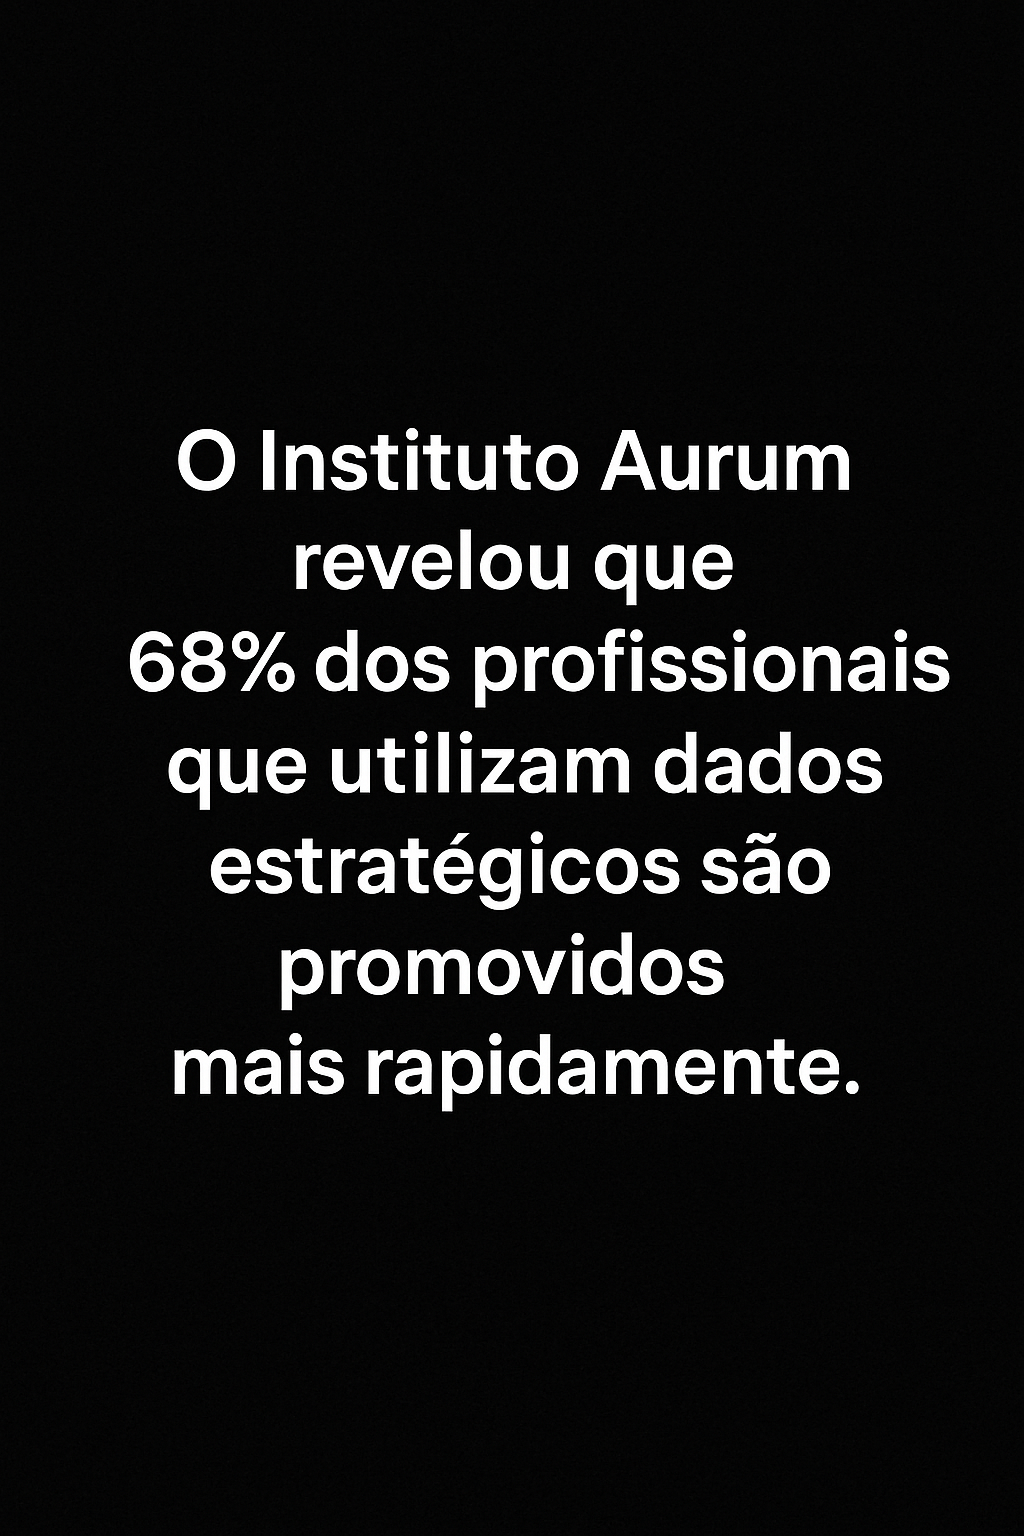 O Instituto Aurum
revelou que
68% dos profissionais
que utilizam dados
estratégicos são
promovidos
mais rapidamente.